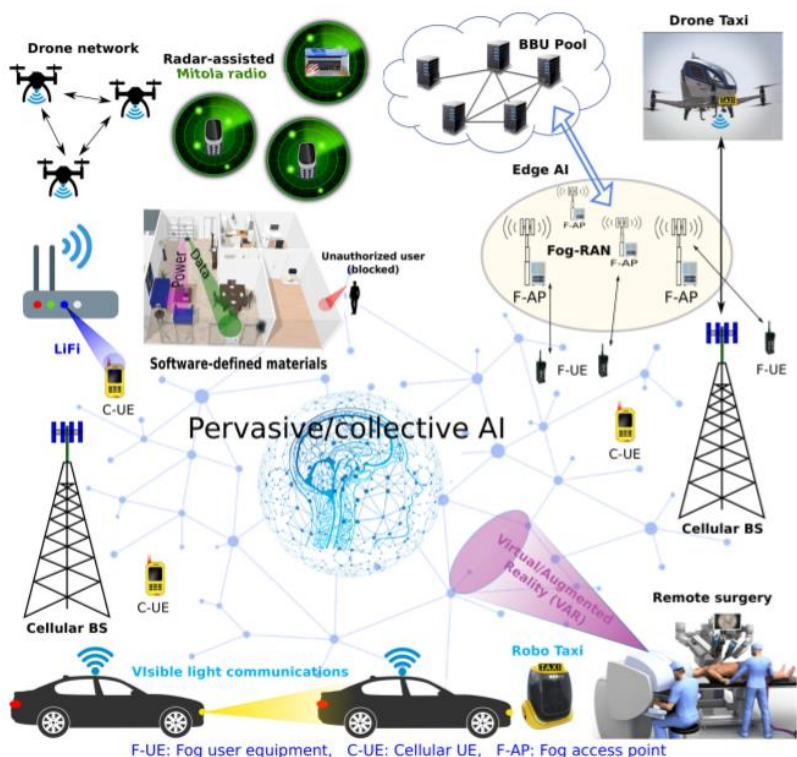 Drone network
Radar-assisted
Mitola radio
BBU Pool
Drone Taxi
TAXI
Edge AI
F-AP
F-AP
Fog-RAN
F-AP
F-AP
Power
Data
Unauthorized user
(blocked)
LiFi
Software-defined materials
C-UE
F-UE
F-UE
Pervasive/collective AI
C-UE
Cellular BS
C-UE
Cellular BS
Virtual/Augmented
Reality (VAR)
Remote surgery
VIsible light communications
Robo Taxi
TAXI
F-UE: Fog user equipment, C-UE: Cellular UE, F-AP: Fog access point